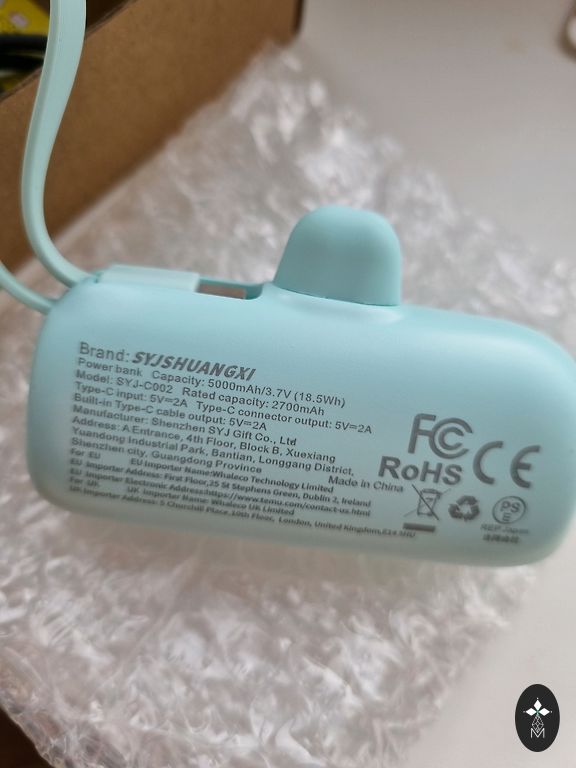 Brand: SYJSHUANGXI
Power bank Capacity: 5000mAh/3.7V (18.5Wh)
Model: SYJ-C002 Rated capacity: 2700mAh
Type-C input: 5V=2A Type-C connector output: 5V=2A
Built-in Type-C cable output: 5V=2A
Manufacturer: Shenzhen SYJ Gift Co., Ltd
Address: A Entrance, 4th Floor, Block B, Xuexiang
Yuandong Industrial Park, Bantian, Longgang District,
Shenzhen city, Guangdong Province Made in China
For EU
EU Importer Name:Whaleco Technology Limited
EU Importer Address: First Floor,25 St Stephens Green, Dublin 2, Ireland
EU Importer Electronic Address:https://www.temu.com/contact-us.html
For UK
UK Importer Name: Whaleco UK Limited
UK Importer Address: 5 Churchill Place,10th Floor, London, United Kingdom,E14 5HU
FC CE
RoHS
PS
E
REP.Japan
M